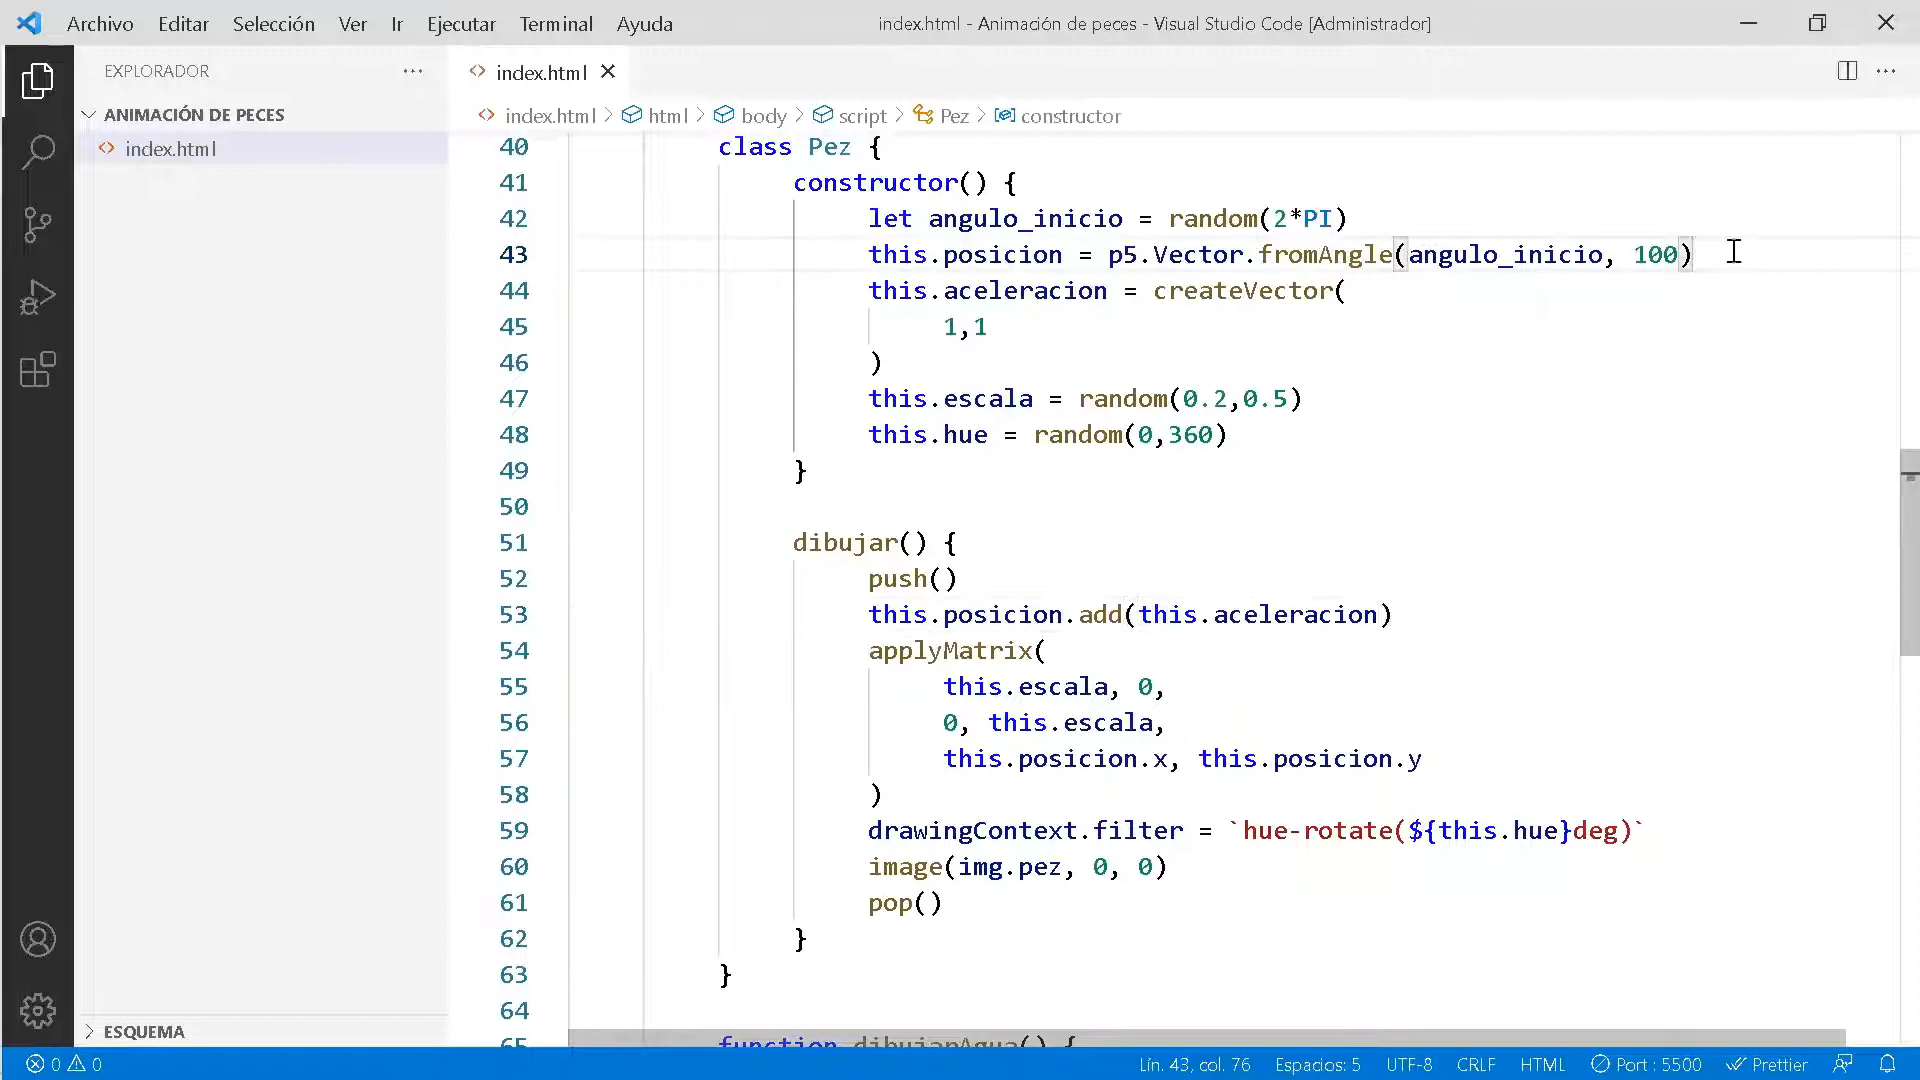 Archivo Editar Selección Ver Ir Ejecutar Terminal Ayuda
index.html - Animación de peces - Visual Studio Code [Administrador]
EXPLORADOR
index.html
ANIMACIÓN DE PECES
index.html
index.html html body script Pez constructor
40 class Pez {
41 constructor() {
42 let angulo_inicio = random(2*PI)
43 this.posicion = p5.Vector.fromAngle(angulo_inicio, 100)
44 this.aceleracion = createVector(
45 1,1
46 )
47 this.escala = random(0.2,0.5)
48 this.hue = random(0,360)
49 }
50
51 dibujar() {
52 push()
53 this.posicion.add(this.aceleracion)
54 applyMatrix(
55 this.escala, 0,
56 0, this.escala,
57 this.posicion.x, this.posicion.y
58 )
59 drawingContext.filter = `hue-rotate(${this.hue}deg)`
60 image(img.pez, 0, 0)
61 pop()
62 }
63 }
64
65 function dibujarAgua() {
ESQUEMA
0 0
Lín. 43, col. 76 Espacios: 5 UTF-8 CRLF HTML Port : 5500 Prettier